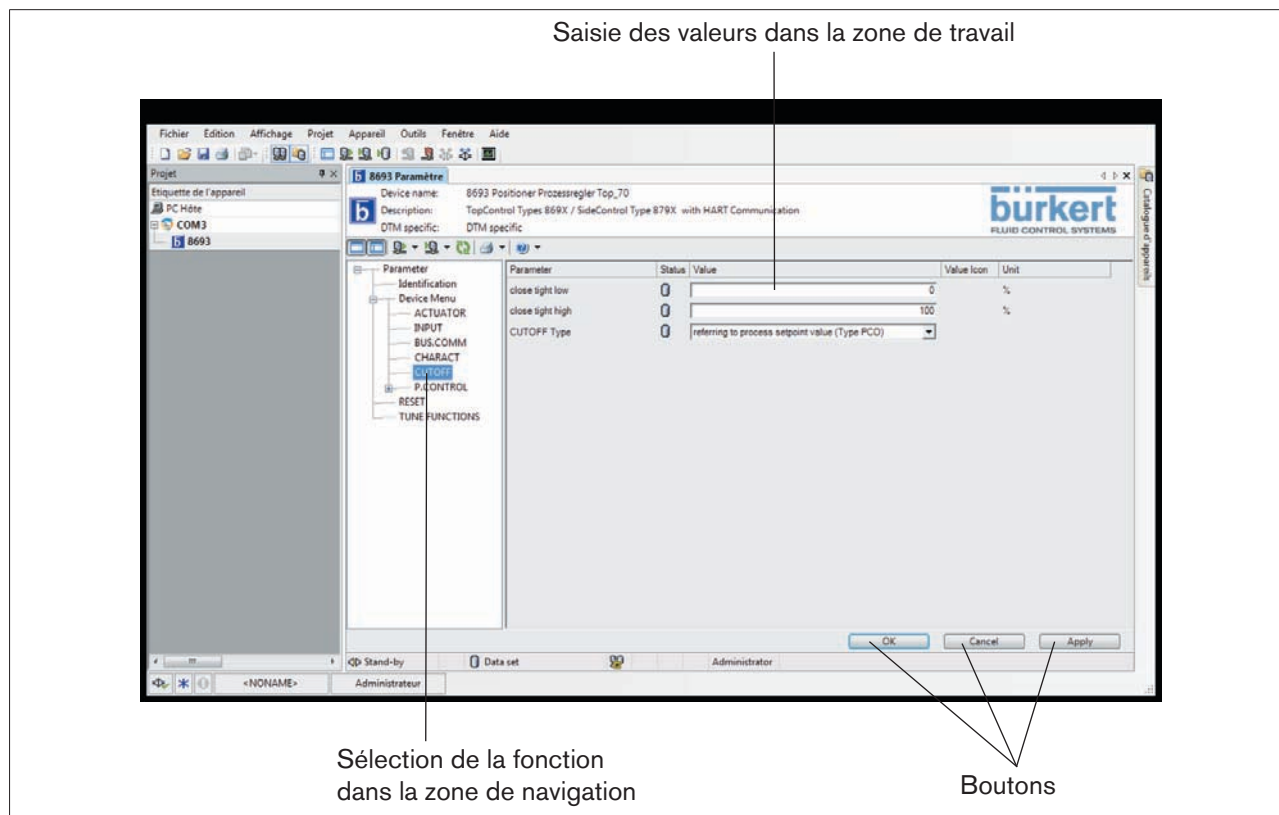 Saisie des valeurs dans la zone de travail
Fichier Édition Affichage Projet Appareil Outils Fenêtre Aide
Projet
8693 Paramètre
Etiquette de l'appareil
PC Hôte
COM3
8693
Device name: 8693 Positioner Prozessregler Top_70
Description: TopControl Types 869X / SideControl Type 879X with HART Communication
DTM specific: DTM specific
bürkert
FLUID CONTROL SYSTEMS
Catalogue d'appareils
Parameter
Identification
Device Menu
ACTUATOR
INPUT
BUS.COMM
CHARACT
CUTOFF
P.CONTROL
RESET
TUNE FUNCTIONS
Parameter Status Value Value Icon Unit
close tight low 0 %
close tight high 100 %
CUTOFF Type referring to process setpoint value (Type PCO)
OK Cancel Apply
Stand-by Data set Administrator
<NONAME> Administrateur
Sélection de la fonction
dans la zone de navigation
Boutons